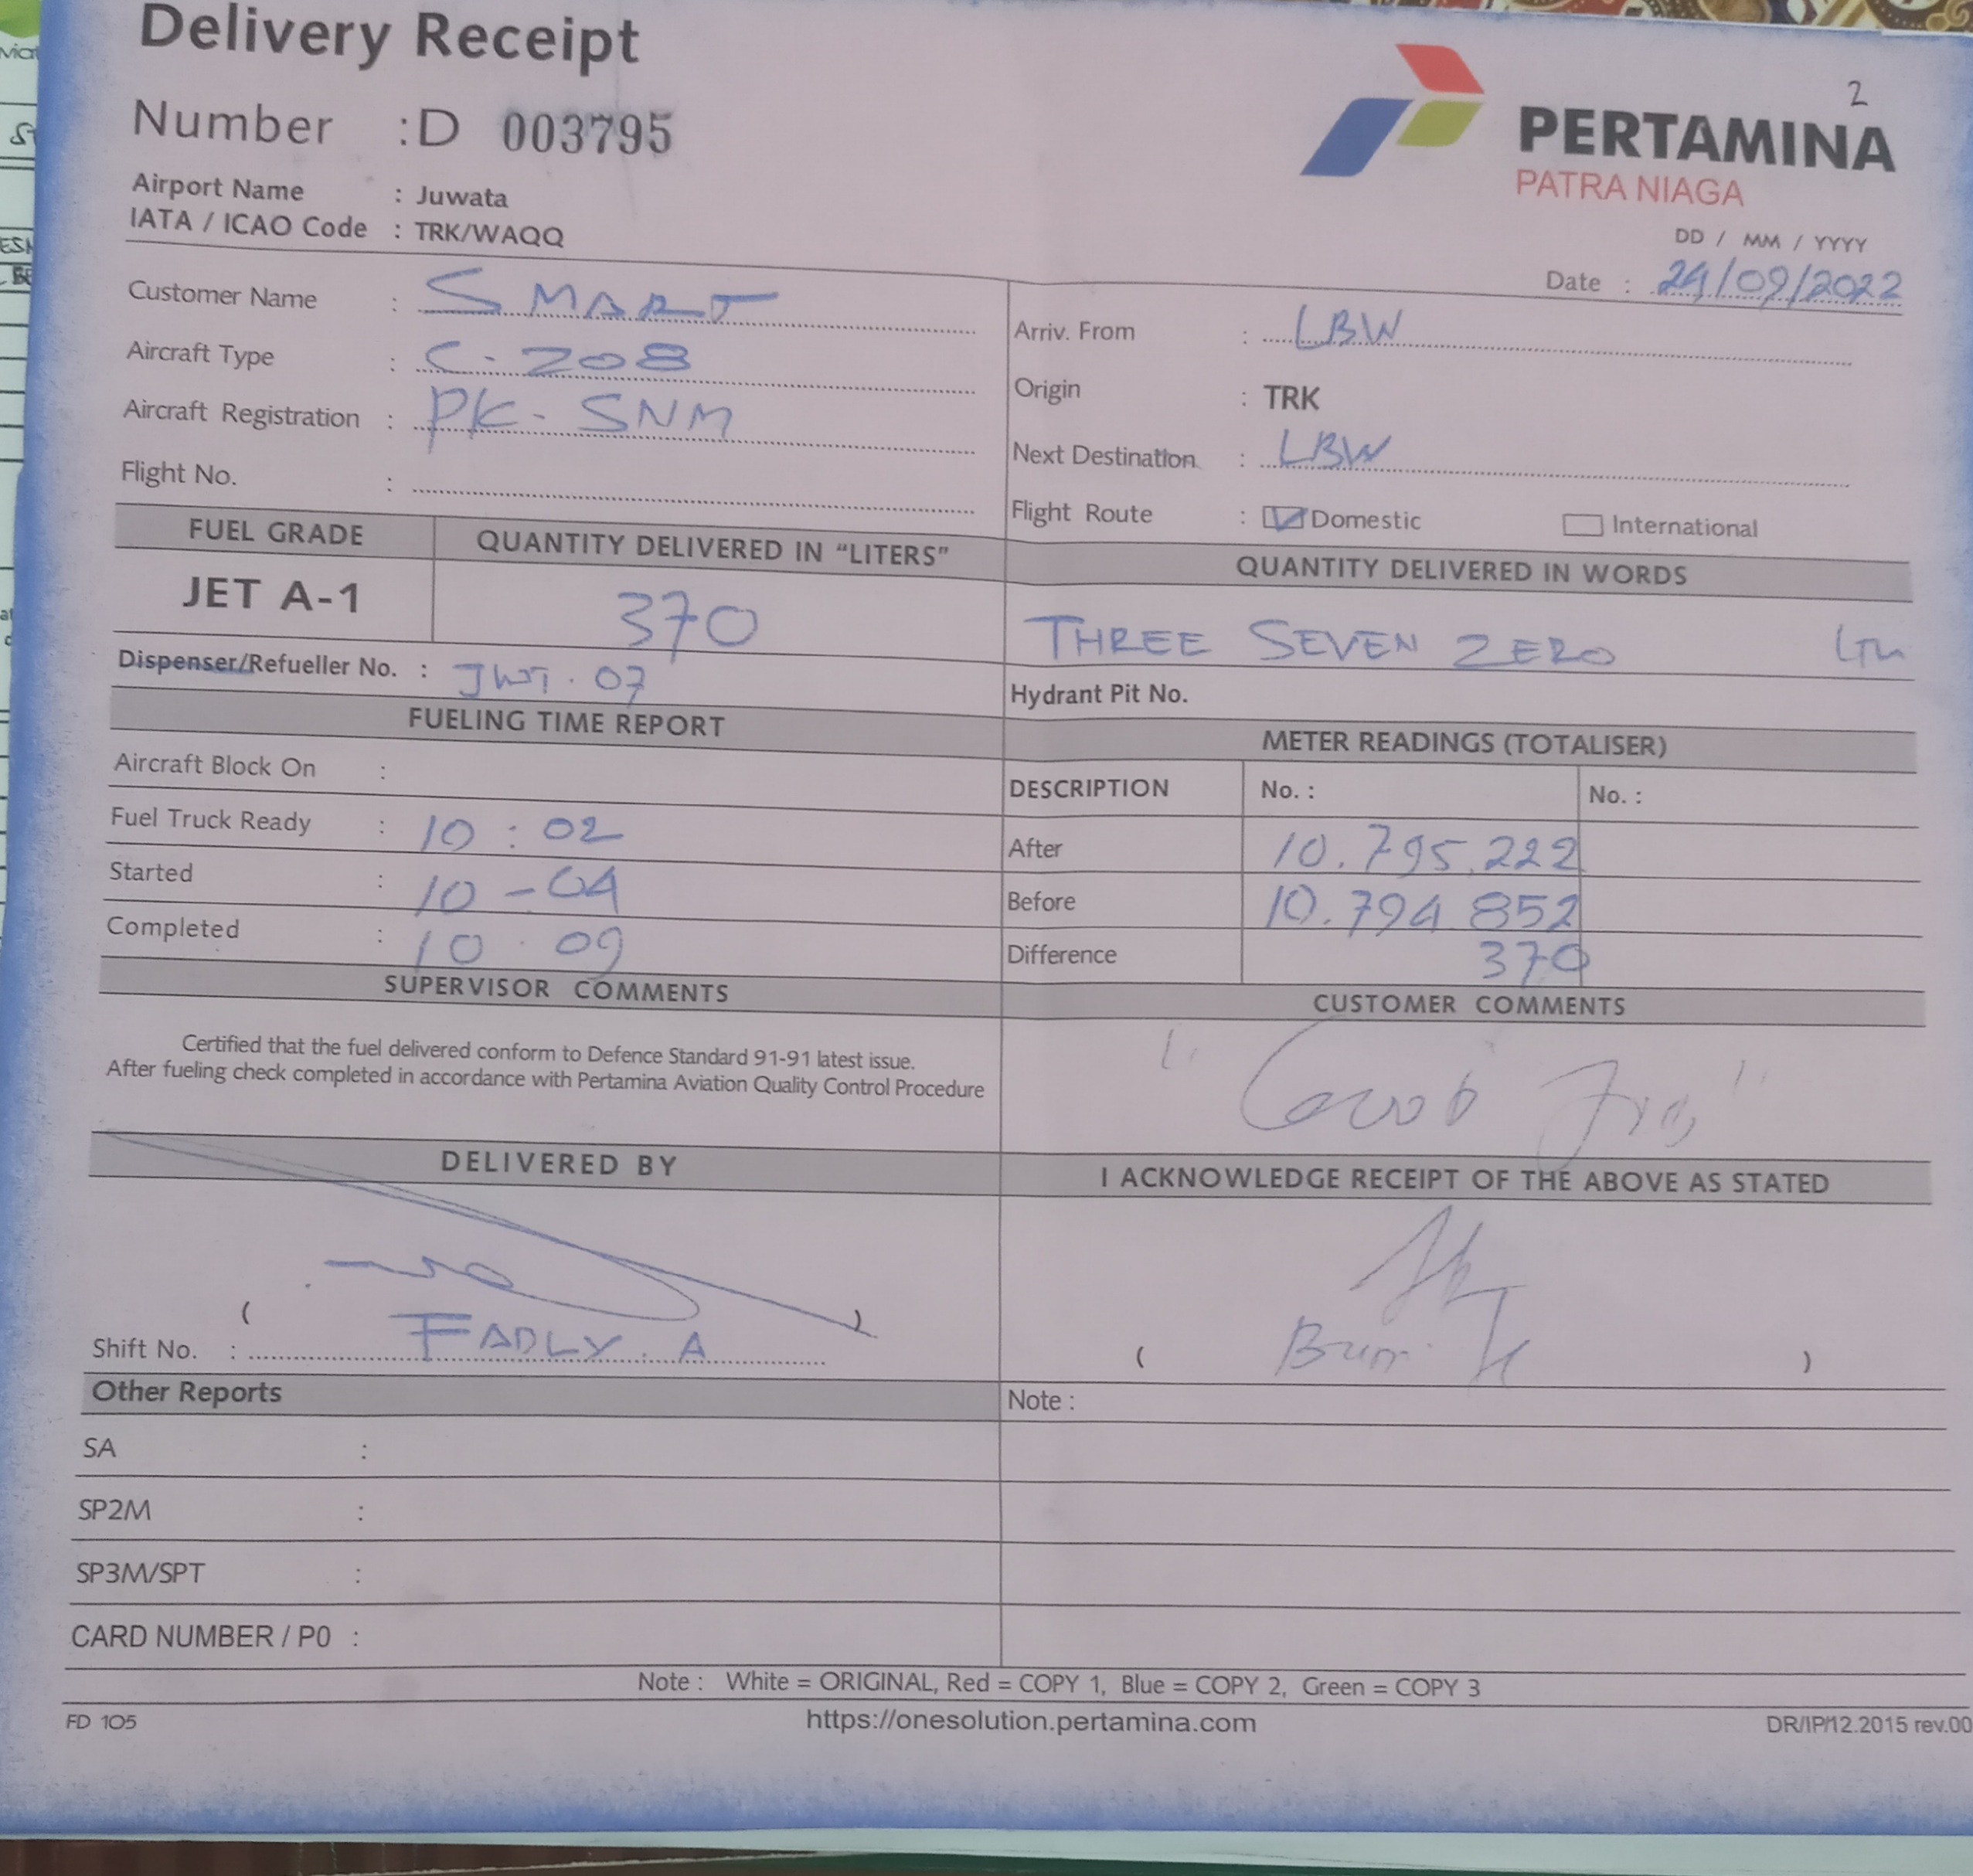 Delivery Receipt
2
PERTAMINA
PATRA NIAGA
Number : D 003795
Airport Name : Juwata
IATA / ICAO Code : TRK/WAQQ
DD / MM / YYYY
Date : 24/09/2022
Customer Name : SMART
Aircraft Type : C-208
Aircraft Registration : PK-SNM
Flight No. :
Arriv. From : LBW
Origin : TRK
Next Destination : LBW
Flight Route : Domestic International
FUEL GRADE QUANTITY DELIVERED IN “LITERS” QUANTITY DELIVERED IN WORDS
JET A-1 370 THREE SEVEN ZERO
Dispenser/Refueller No. : JWT. 07
Hydrant Pit No.
FUELING TIME REPORT
Aircraft Block On :
Fuel Truck Ready : 10 : 02
Started : 10 - 04
Completed : 10 . 09
METER READINGS (TOTALISER)
DESCRIPTION No. : No. :
After 10.795.222
Before 10.794.852
Difference 370
SUPERVISOR COMMENTS
Certified that the fuel delivered conform to Defence Standard 91-91 latest issue.
After fueling check completed in accordance with Pertamina Aviation Quality Control Procedure
CUSTOMER COMMENTS
DELIVERED BY
( )
Shift No. : FADLY. A
I ACKNOWLEDGE RECEIPT OF THE ABOVE AS STATED
( )
Other Reports
SA :
SP2M :
SP3M/SPT :
CARD NUMBER / P0 :
Note :
Note : White = ORIGINAL, Red = COPY 1, Blue = COPY 2, Green = COPY 3
FD 105
https://onesolution.pertamina.com
DR/IP/12.2015 rev.00